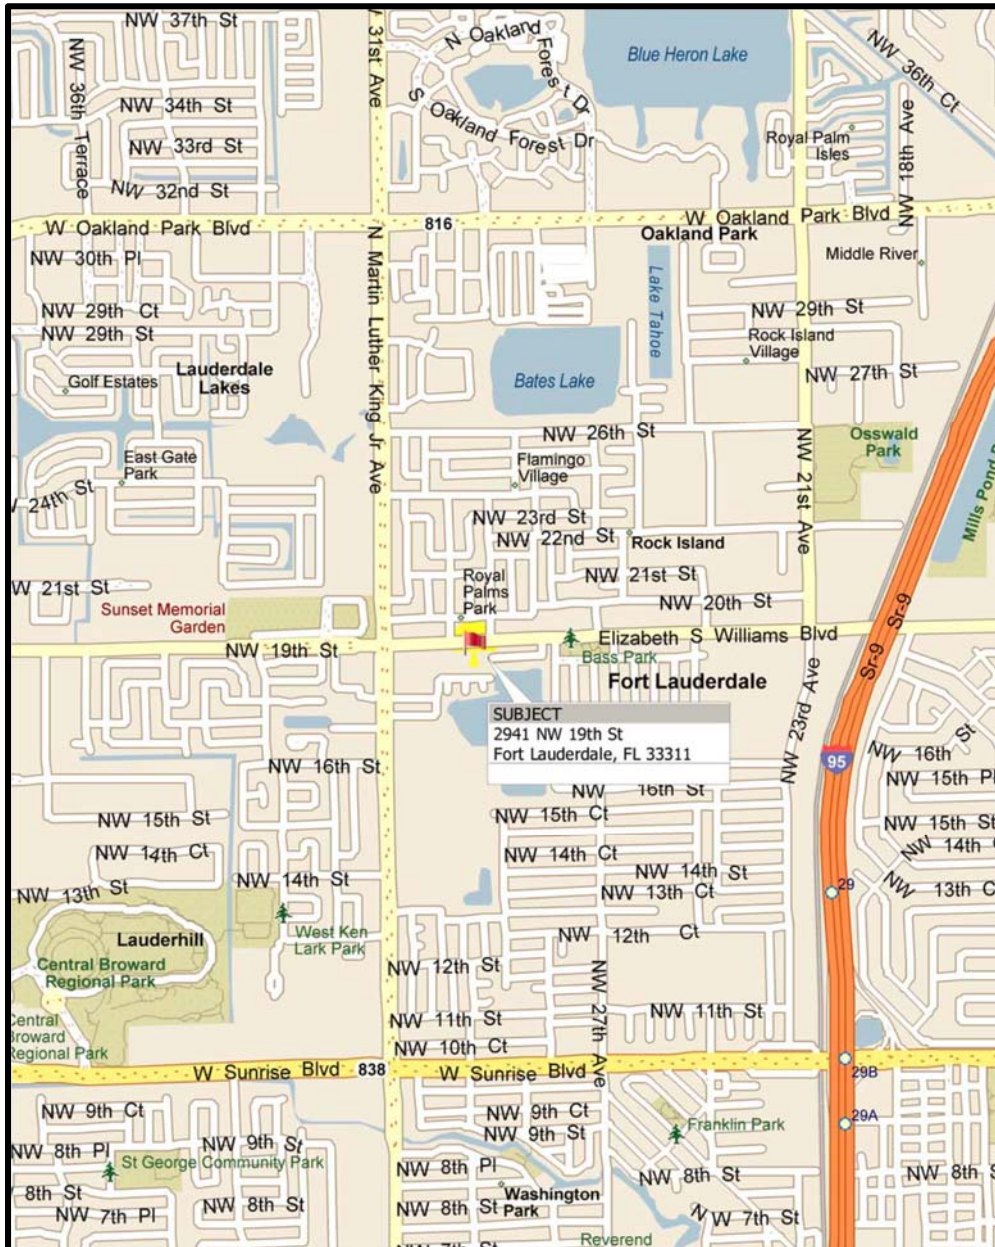 NW 37th St
N Oakland Forest Dr
31st Ave
Blue Heron Lake
NW 36th Ct
NW 36th Terrace
NW 34th St
S Oakland Forest Dr
NW 18th Ave
NW 33rd St
Royal Palm
Isles
NW 32nd St
W Oakland Park Blvd
816
W Oakland Park Blvd
Oakland Park
NW 30th Pl
N Martin Luther King Jr Ave
Lake Tahoe
Middle River
NW 29th Ct
NW 29th St
NW 29th St
Rock Island
Village
Lauderdale
Lakes
Golf Estates
Bates Lake
NW 27th St
NW 26th St
NW 21st Ave
Osswald
Park
East Gate
Park
Flamingo
Village
24th St
Mills Pond
NW 23rd St
NW 22nd St
Rock Island
NW 21st St
Royal
Palms
Park
NW 21st St
NW 20th St
Sunset Memorial
Garden
Sr-9
Sr-9
NW 19th St
Elizabeth S Williams Blvd
Bass Park
Fort Lauderdale
NW 23rd Ave
SUBJECT
2941 NW 19th St
Fort Lauderdale, FL 33311
95
NW 16th St
NW 16th St
NW 16th St
NW 15th Pl
NW 15th St
NW 15th Ct
NW 15th St
NW 14th Ct
NW 14th Ct
NW 14th
NW 13th St
NW 14th St
NW 14th St
NW 13th Ct
29
NW 13th Ct
Lauderhill
West Ken
Lark Park
NW 12th Ct
Central Broward
Regional Park
NW 12th St
NW 27th Ave
Central
Broward
Regional Park
NW 11th St
NW 11th St
NW 10th Ct
W Sunrise Blvd
838
W Sunrise Blvd
29B
NW 9th Ct
NW 9th Ct
29A
NW 9th St
NW 9th St
Franklin Park
NW 8th Pl
St George Community Park
NW 8th Pl
NW 8th St
NW 8th St
8th St
NW 8th St
NW 8th St
Washington
Park
NW 7th Pl
NW 7th St
NW 7th St
Reverend